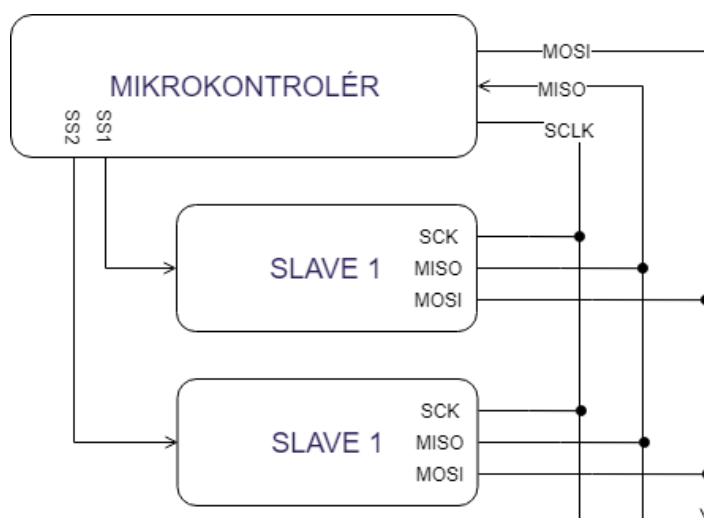 MOSI
MIKROKONTROLÉR
MISO
SS2
SS1
SCLK
SCK
SLAVE 1
MISO
MOSI
SCK
SLAVE 1
MISO
MOSI